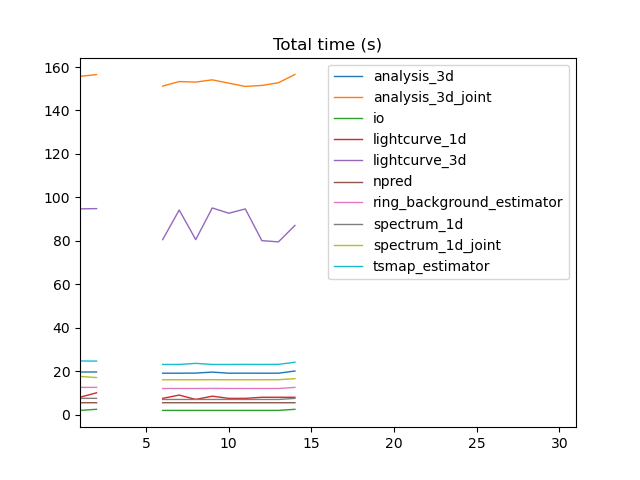 Total time (s)
160
140
120
100
80
60
40
20
0
analysis_3d
analysis_3d_joint
io
lightcurve_1d
lightcurve_3d
npred
ring_background_estimator
spectrum_1d
spectrum_1d_joint
tsmap_estimator
5 10 15 20 25 30